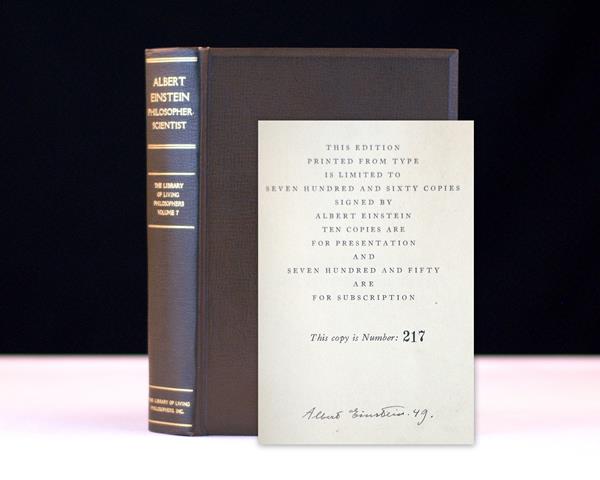 ALBERT
EINSTEIN
PHILOSOPHER-
SCIENTIST
THE LIBRARY
OF LIVING
PHILOSOPHERS
VOLUME 7
THE LIBRARY OF LIVING
PHILOSOPHERS, INC.
THIS EDITION
PRINTED FROM TYPE
IS LIMITED TO
SEVEN HUNDRED AND SIXTY COPIES
SIGNED BY
ALBERT EINSTEIN
TEN COPIES ARE
FOR PRESENTATION
AND
SEVEN HUNDRED AND FIFTY
ARE
FOR SUBSCRIPTION
This copy is Number: 217
Albert Einstein. 49.